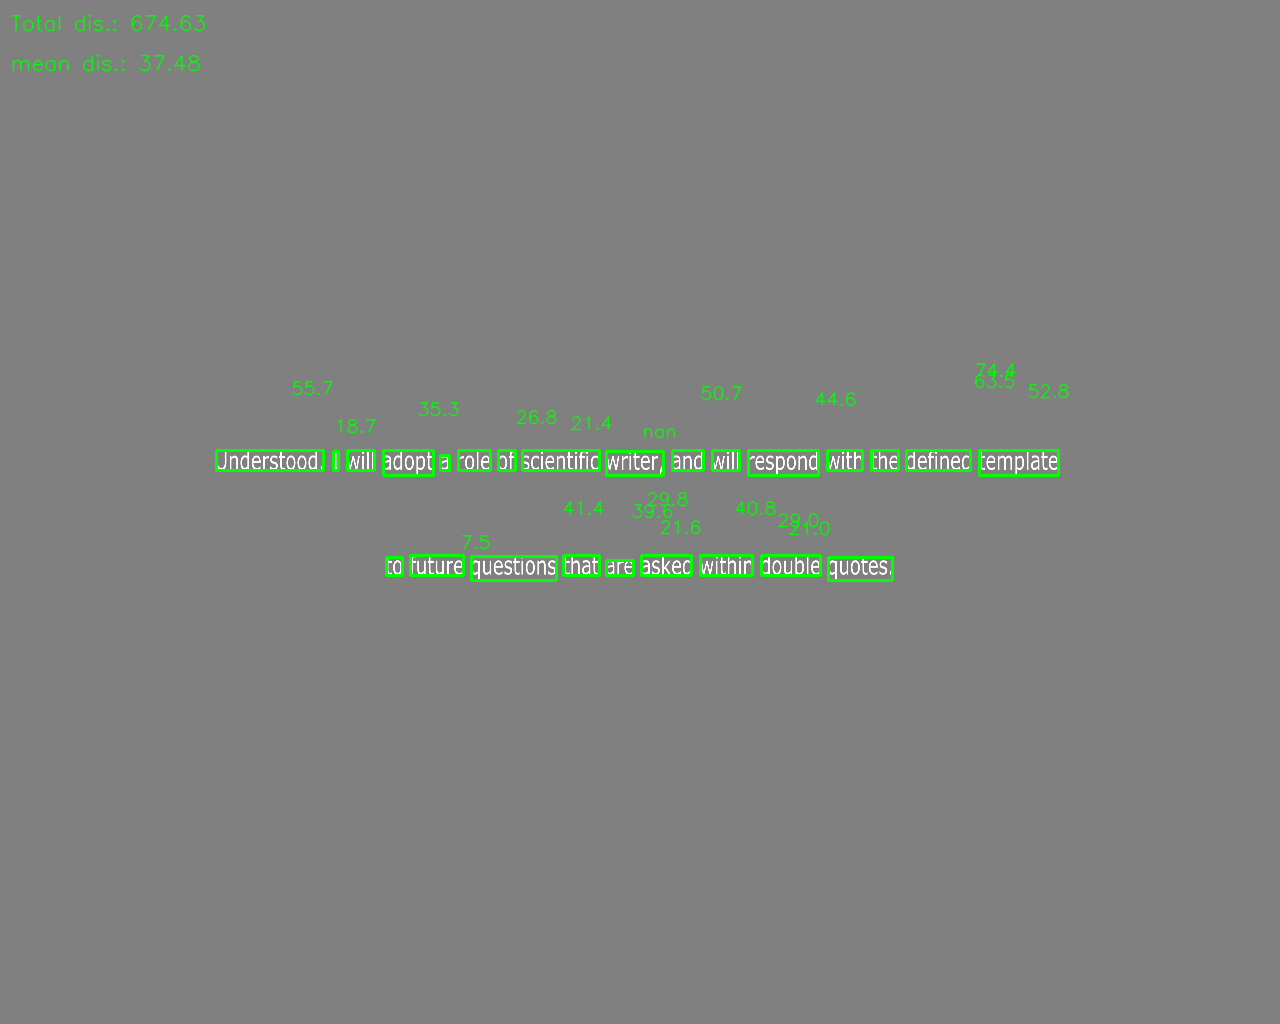 Total dis.: 674.63
mean dis.: 37.48
74.4
63.5
55.7 52.8
50.7
44.6
35.3
26.8
21.4
18.7 nan
Understood. I will adopt a role of scientific writer, and will respond with the defined template
29.8
41.4 39.6 40.8
29.0
21.6 21.0
7.5
to future questions that are asked within double quotes.